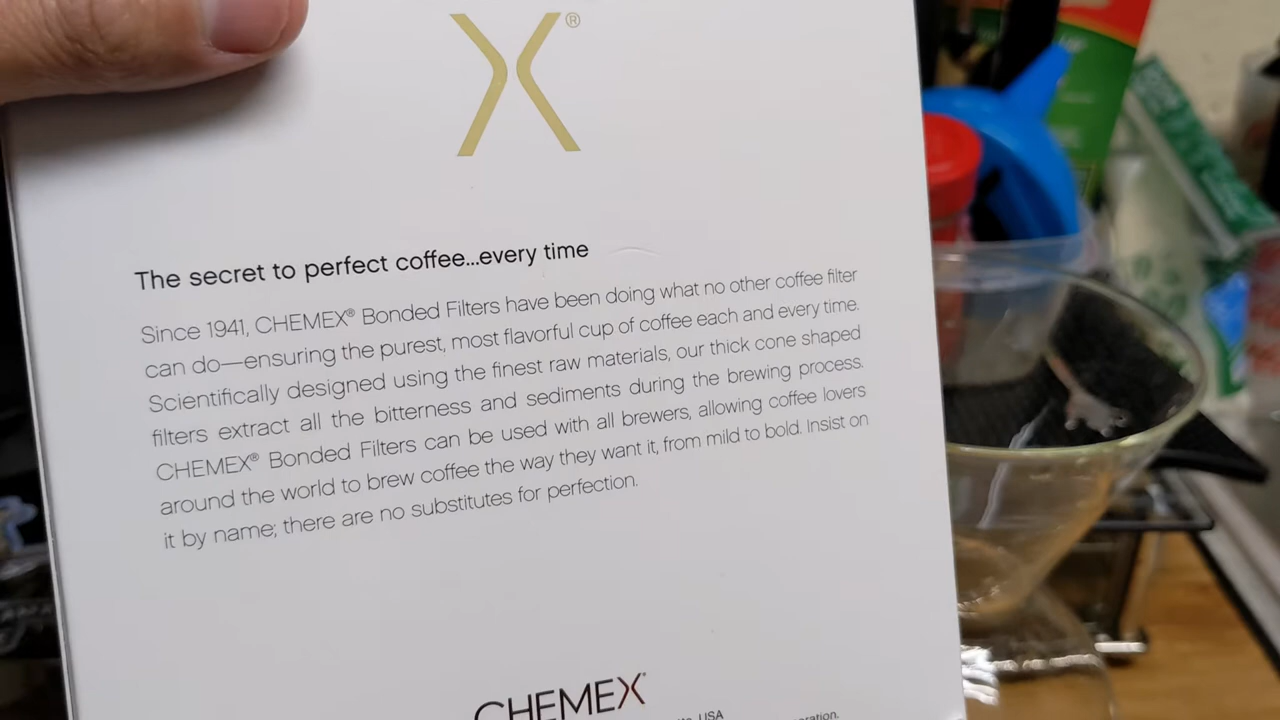 X®
The secret to perfect coffee...every time
Since 1941, CHEMEX® Bonded Filters have been doing what no other coffee filter
can do—ensuring the purest, most flavorful cup of coffee each and every time.
Scientifically designed using the finest raw materials, our thick cone shaped
filters extract all the bitterness and sediments during the brewing process.
CHEMEX® Bonded Filters can be used with all brewers, allowing coffee lovers
around the world to brew coffee the way they want it, from mild to bold. Insist on
it by name; there are no substitutes for perfection.
CHEMEX®
USA